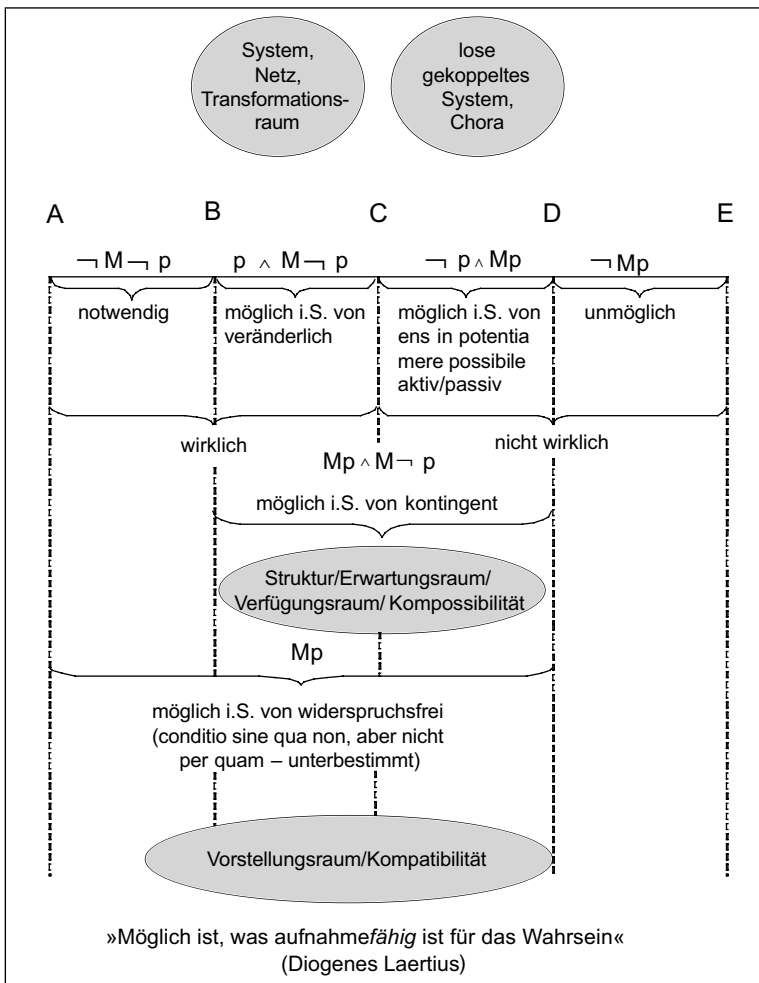 System,
Netz,
Transformations-
raum
lose
gekoppeltes
System,
Chora
A B C D E
¬ M ¬ p p ∧ M ¬ p ¬ p ∧ Mp ¬ Mp
notwendig
möglich i.S. von
veränderlich
möglich i.S. von
ens in potentia
mere possibile
aktiv/passiv
unmöglich
wirklich
nicht wirklich
Mp ∧ M ¬ p
möglich i.S. von kontingent
Struktur/Erwartungsraum/
Verfügungsraum/ Kompossibilität
Mp
möglich i.S. von widerspruchsfrei
(conditio sine qua non, aber nicht
per quam – unterbestimmt)
Vorstellungsraum/Kompatibilität
»Möglich ist, was aufnahmefähig ist für das Wahrsein«
(Diogenes Laertius)